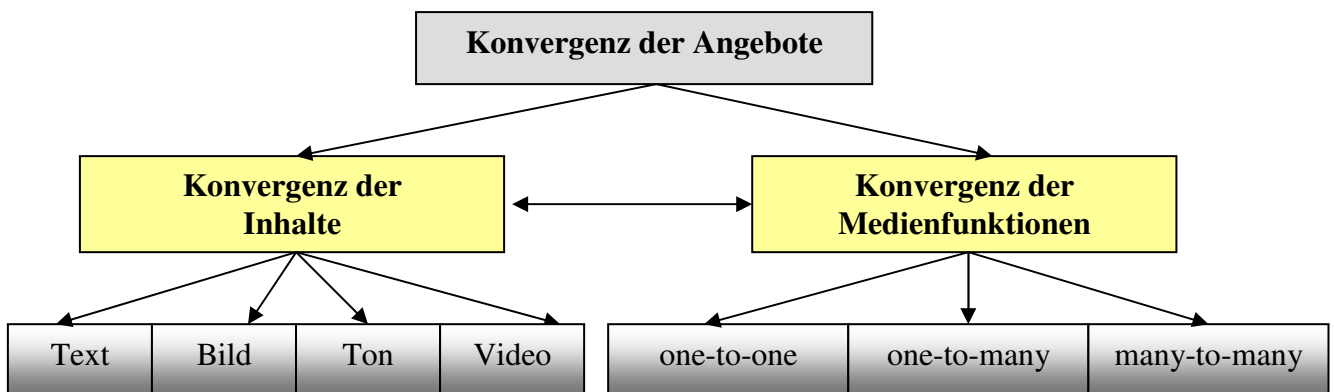 Konvergenz der Angebote
Konvergenz der
Inhalte
Konvergenz der
Medienfunktionen
Text
Bild
Ton
Video
one-to-one
one-to-many
many-to-many